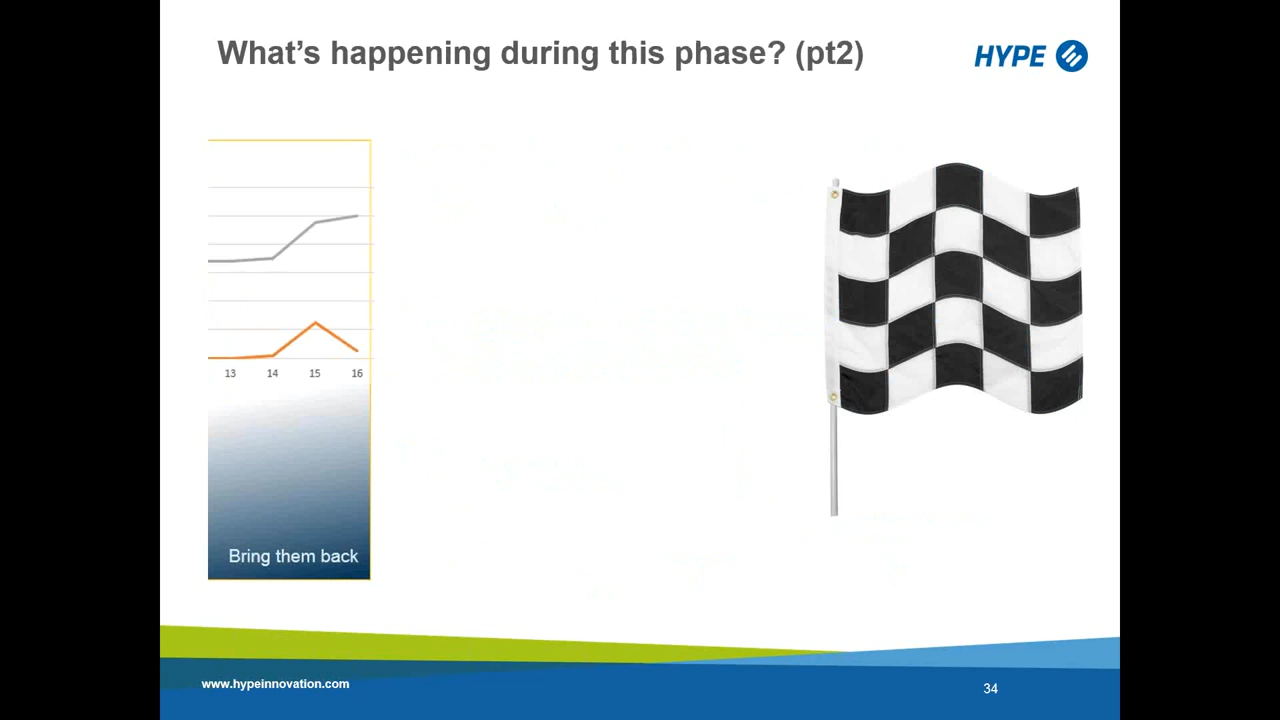 What's happening during this phase? (pt2)
HYPE
13 14 15 16
Bring them back
www.hypeinnovation.com
34